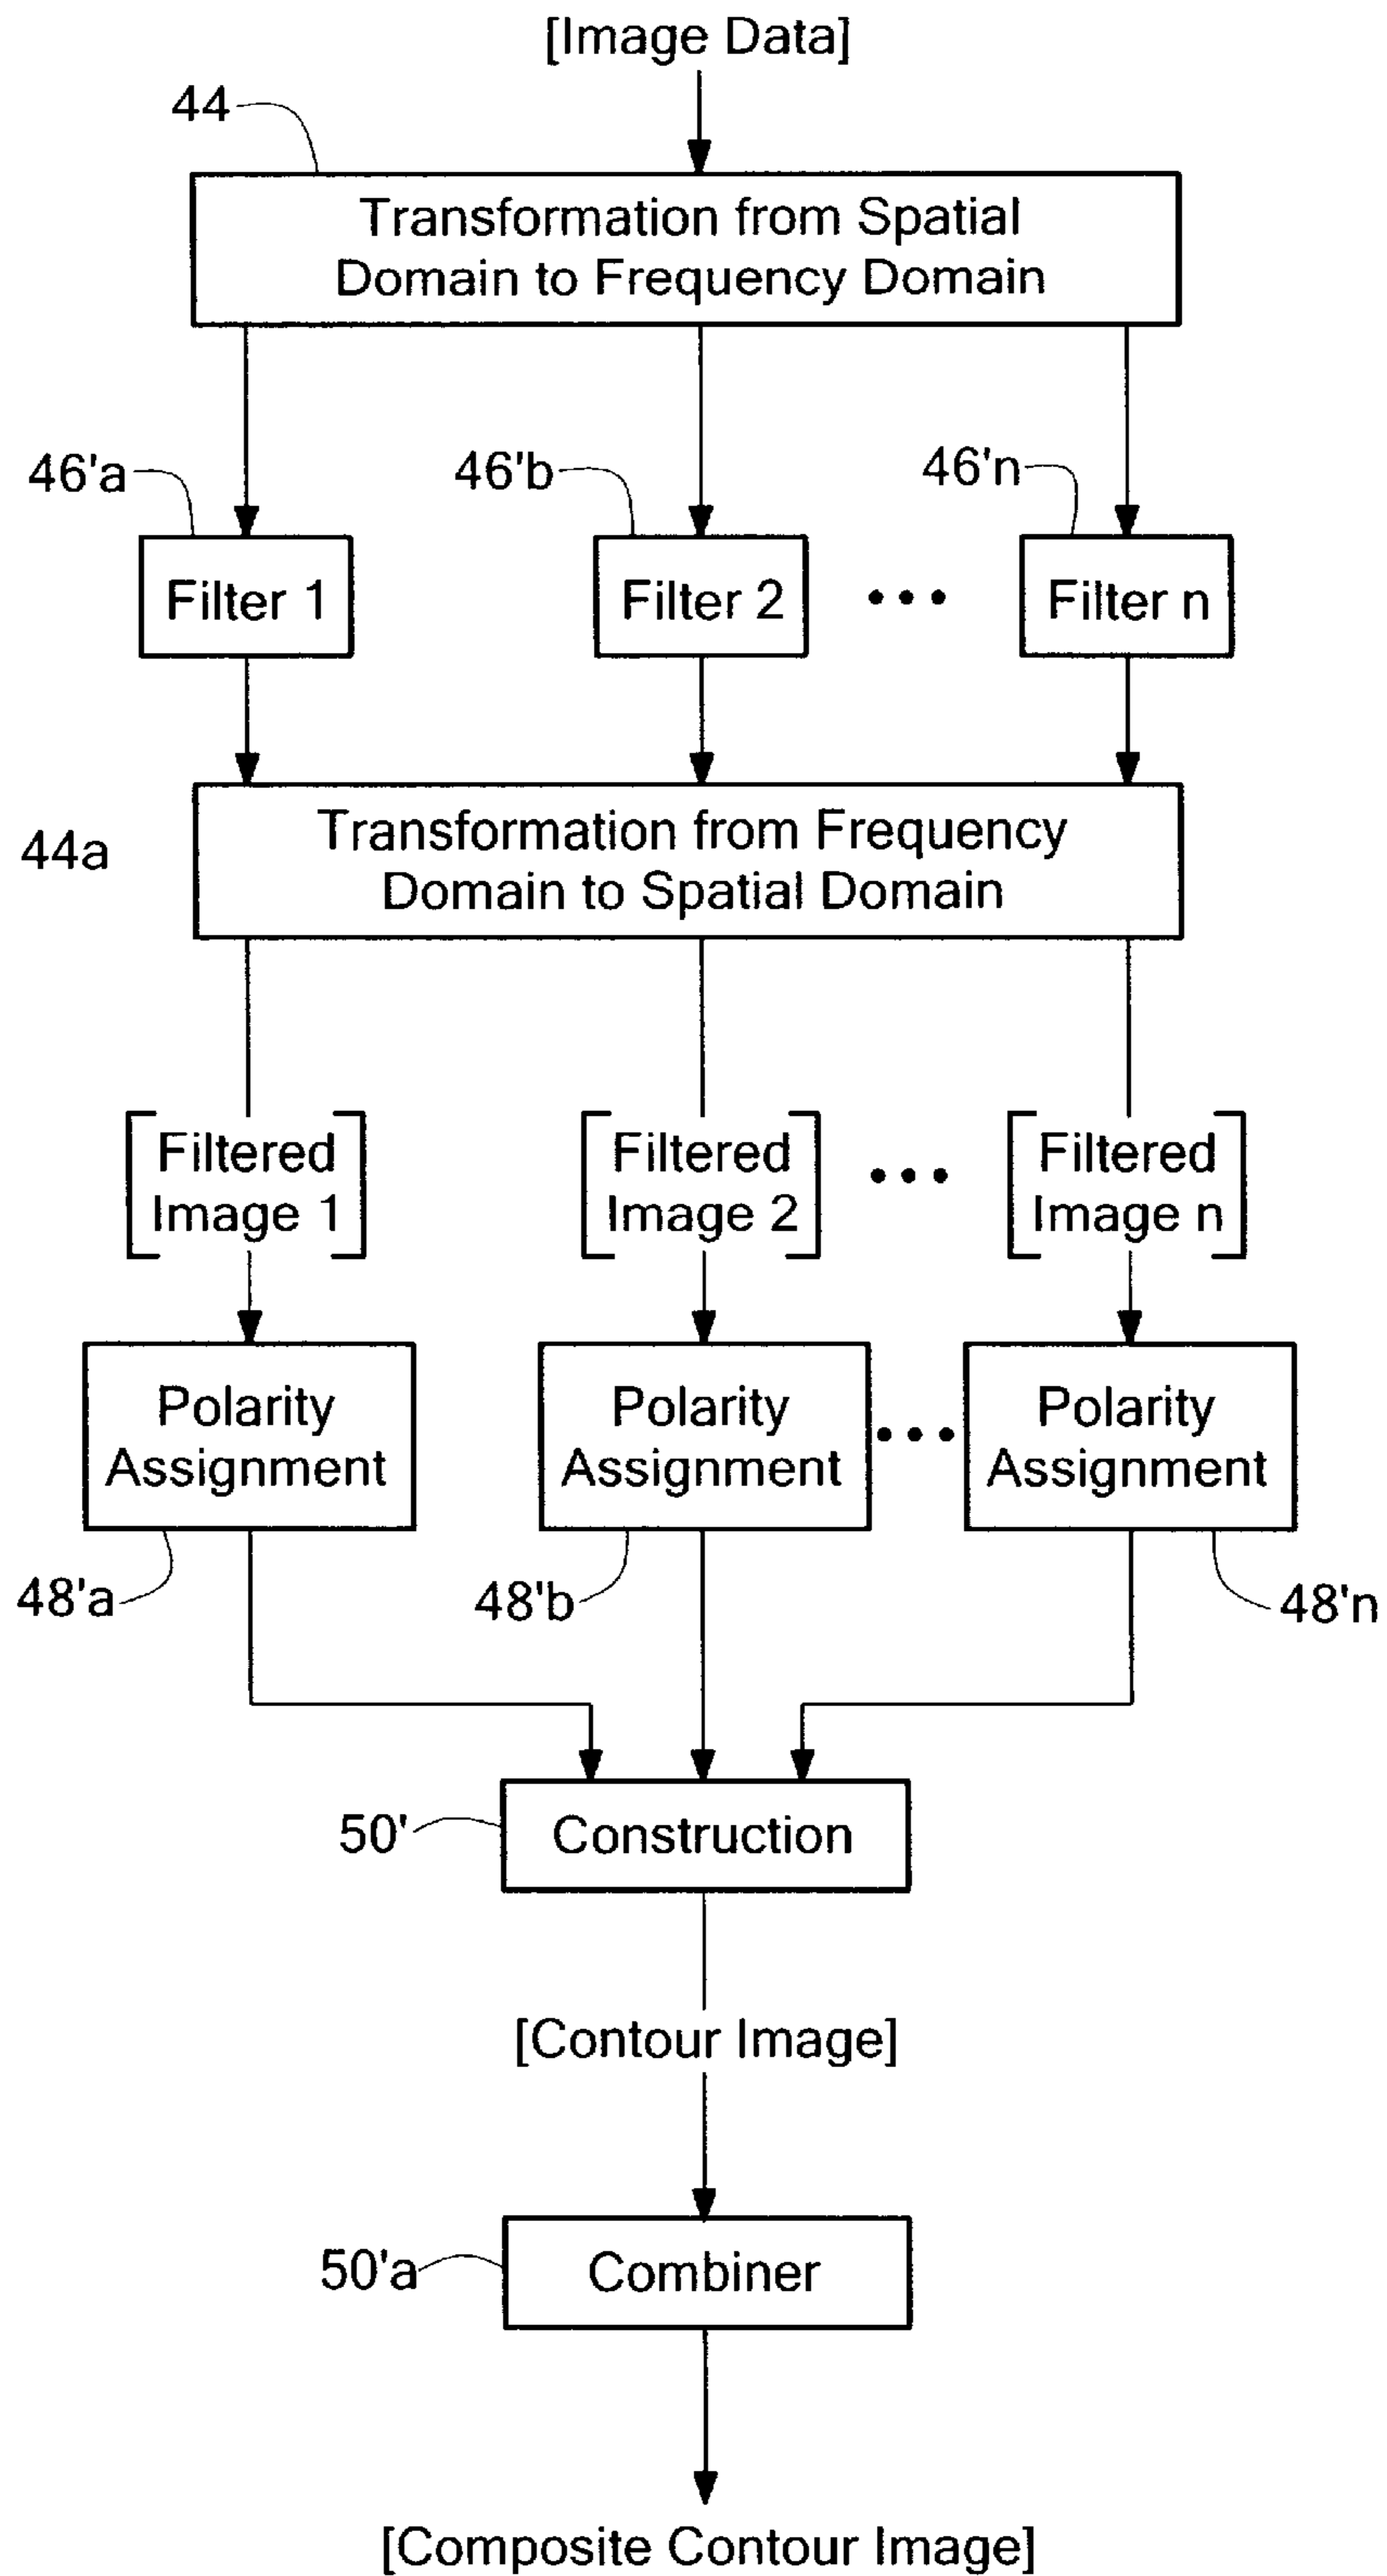 [Image Data]
44
Transformation from Spatial
Domain to Frequency Domain
46'a
46'b
46'n
Filter 1
Filter 2
Filter n
44a
Transformation from Frequency
Domain to Spatial Domain
Filtered
Image 1
Filtered
Image 2
Filtered
Image n
Polarity
Assignment
Polarity
Assignment
Polarity
Assignment
48'a
48'b
48'n
50'
Construction
[Contour Image]
50'a
Combiner
[Composite Contour Image]